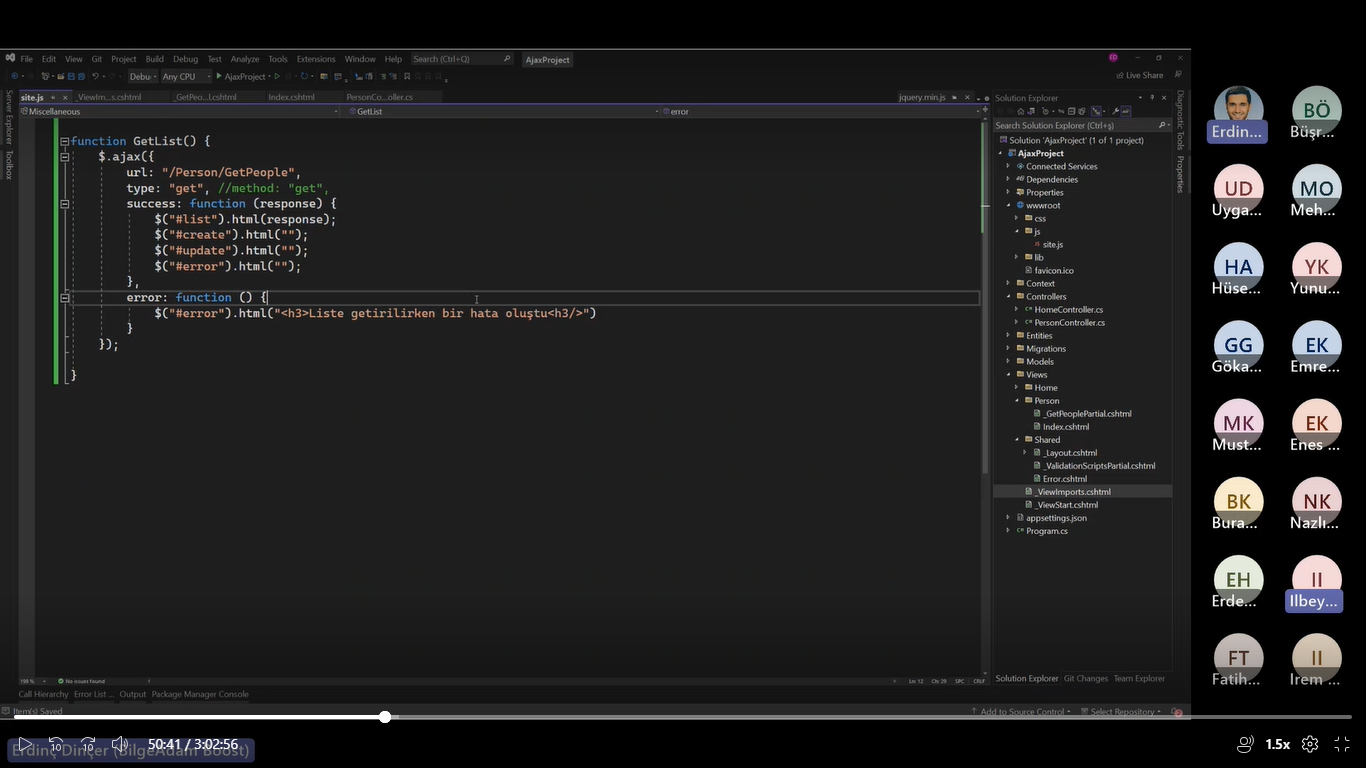 File Edit View Git Project Build Debug Test Analyze Tools Extensions Window Help Search (Ctrl+Q) AjaxProject
Debu Any CPU AjaxProject Live Share
site.js _ViewIm...s.cshtml _GetPeo...l.cshtml Index.cshtml PersonCo...oller.cs jquery.min.js
Miscellaneous GetList error
Server Explorer Toolbox
function GetList() {
$.ajax({
url: "/Person/GetPeople",
type: "get", //method: "get",
success: function (response) {
$("#list").html(response);
$("#create").html("");
$("#update").html("");
$("#error").html("");
},
error: function () {
$("#error").html("<h3>Liste getirilirken bir hata oluştu<h3/>")
}
});
}
198 % No issues found Ln: 12 Ch: 29 SPC CRLF
Call Hierarchy Error List ... Output Package Manager Console
Item(s) Saved Add to Source Control Select Repository 2
Solution Explorer
Search Solution Explorer (Ctrl+ş)
Solution 'AjaxProject' (1 of 1 project)
AjaxProject
Connected Services
Dependencies
Properties
wwwroot
css
js
site.js
lib
favicon.ico
Context
Controllers
HomeController.cs
PersonController.cs
Entities
Migrations
Models
Views
Home
Person
_GetPeoplePartial.cshtml
Index.cshtml
Shared
_Layout.cshtml
_ValidationScriptsPartial.cshtml
Error.cshtml
_ViewImports.cshtml
_ViewStart.cshtml
appsettings.json
Program.cs
Solution Explorer Git Changes Team Explorer
Diagnostic Tools Properties
Erdin...
BÖ
Büşr...
UD
Uyga...
MO
Meh...
HA
Hüse...
YK
Yunu...
GG
Göka...
EK
Emre...
MK
Must...
EK
Enes ...
BK
Bura...
NK
Nazlı...
EH
Erde...
II
Ilbey...
FT
Fatih...
II
Irem ...
10 10 50:41 / 3:02:56 1.5x
Erdinç Dinçer (BilgeAdam Boost)